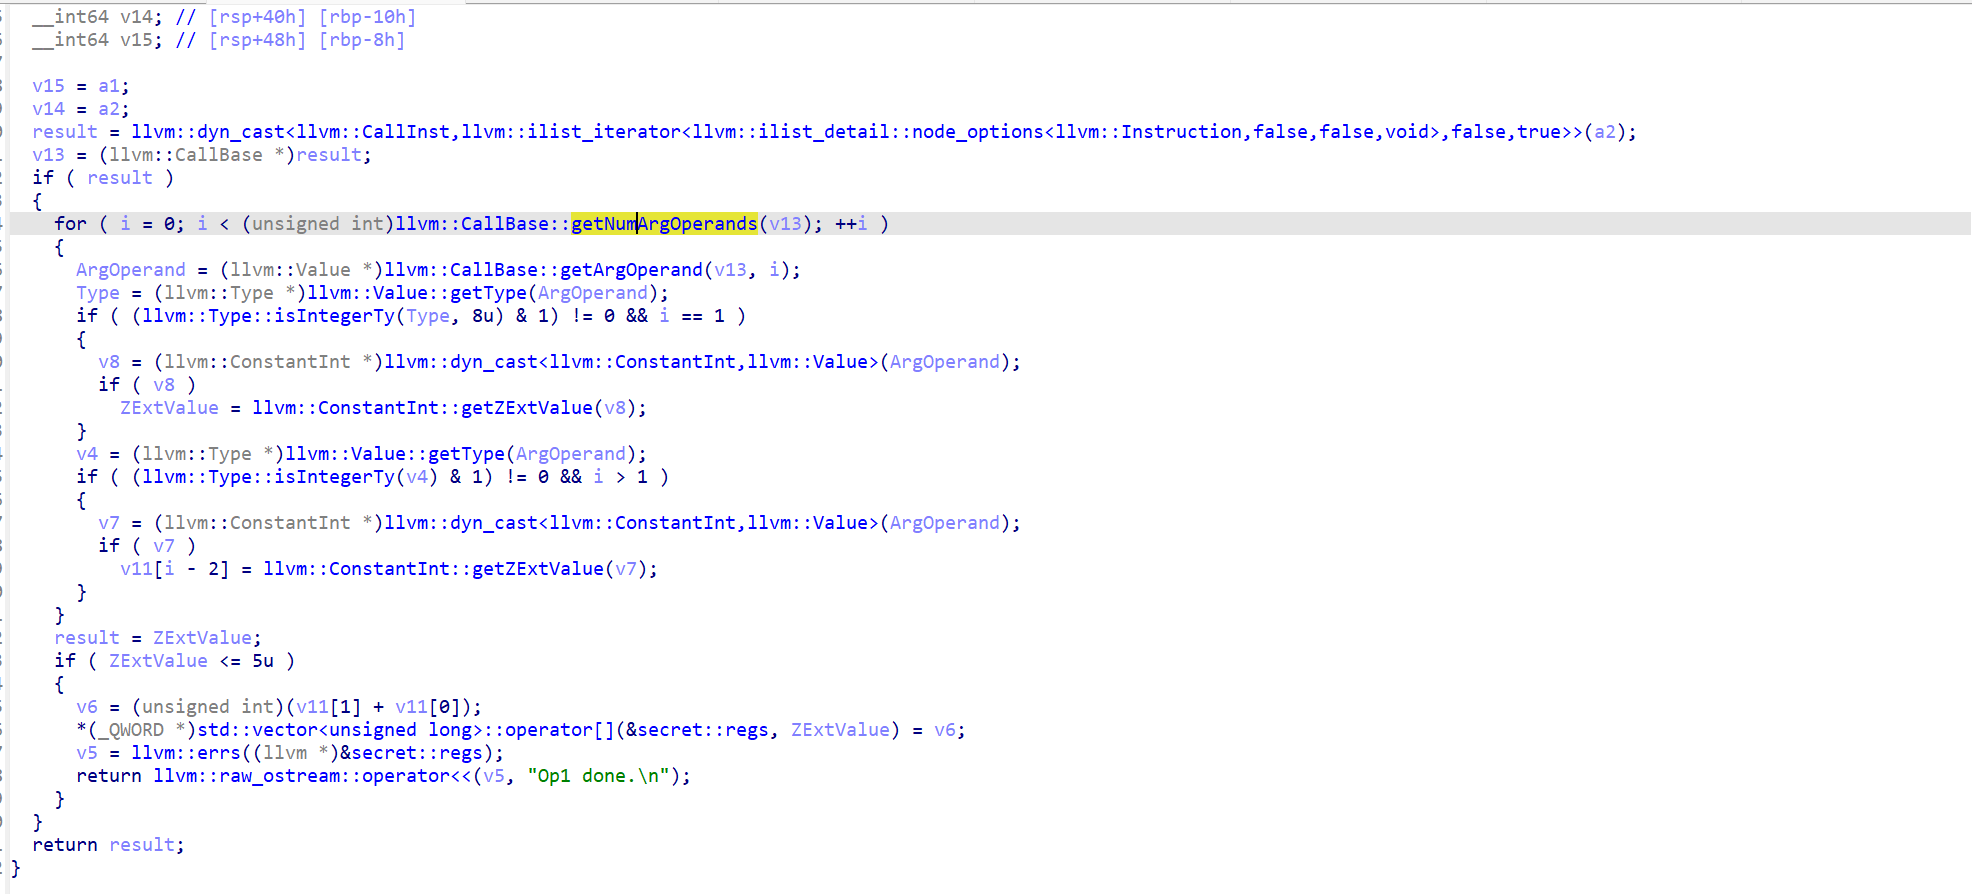 __int64 v14; // [rsp+40h] [rbp-10h]
__int64 v15; // [rsp+48h] [rbp-8h]
v15 = a1;
v14 = a2;
result = llvm::dyn_cast<llvm::CallInst,llvm::ilist_iterator<llvm::ilist_detail::node_options<llvm::Instruction,false,false,void>,false,true>>(a2);
v13 = (llvm::CallBase *)result;
if ( result )
{
for ( i = 0; i < (unsigned int)llvm::CallBase::getNumArgOperands(v13); ++i )
{
ArgOperand = (llvm::Value *)llvm::CallBase::getArgOperand(v13, i);
Type = (llvm::Type *)llvm::Value::getType(ArgOperand);
if ( (llvm::Type::isIntegerTy(Type, 8u) & 1) != 0 && i == 1 )
{
v8 = (llvm::ConstantInt *)llvm::dyn_cast<llvm::ConstantInt,llvm::Value>(ArgOperand);
if ( v8 )
ZExtValue = llvm::ConstantInt::getZExtValue(v8);
}
v4 = (llvm::Type *)llvm::Value::getType(ArgOperand);
if ( (llvm::Type::isIntegerTy(v4) & 1) != 0 && i > 1 )
{
v7 = (llvm::ConstantInt *)llvm::dyn_cast<llvm::ConstantInt,llvm::Value>(ArgOperand);
if ( v7 )
v11[i - 2] = llvm::ConstantInt::getZExtValue(v7);
}
}
result = ZExtValue;
if ( ZExtValue <= 5u )
{
v6 = (unsigned int)(v11[1] + v11[0]);
*(_QWORD *)std::vector<unsigned long>::operator[](&secret::regs, ZExtValue) = v6;
v5 = llvm::errs((llvm *)&secret::regs);
return llvm::raw_ostream::operator<<(v5, "Op1 done.\n");
}
}
return result;
}